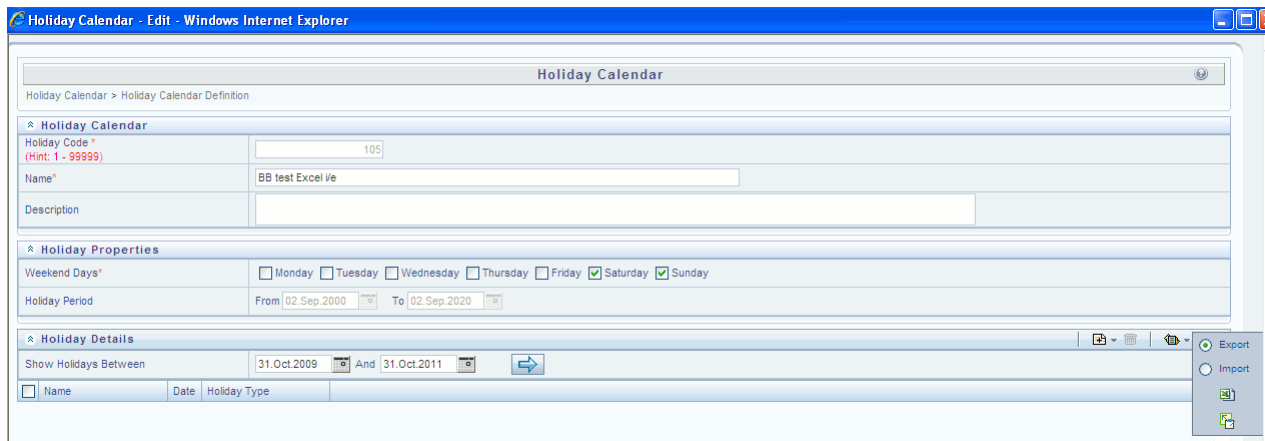 Holiday Calendar - Edit - Windows Internet Explorer
Holiday Calendar
Holiday Calendar > Holiday Calendar Definition
Holiday Calendar
Holiday Code *
(Hint: 1 - 99999)
105
Name*
BB test Excel i/e
Description
Holiday Properties
Weekend Days*
Monday Tuesday Wednesday Thursday Friday Saturday Sunday
Holiday Period
From 02.Sep.2000 To 02.Sep.2020
Holiday Details
Export
Show Holidays Between
31.Oct.2009 And 31.Oct.2011
Import
Name Date Holiday Type